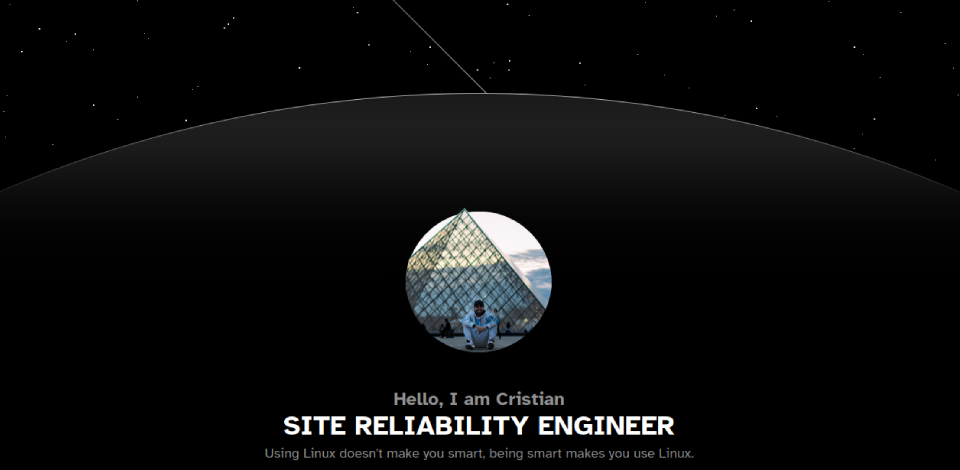 Hello, I am Cristian
SITE RELIABILITY ENGINEER
Using Linux doesn't make you smart, being smart makes you use Linux.